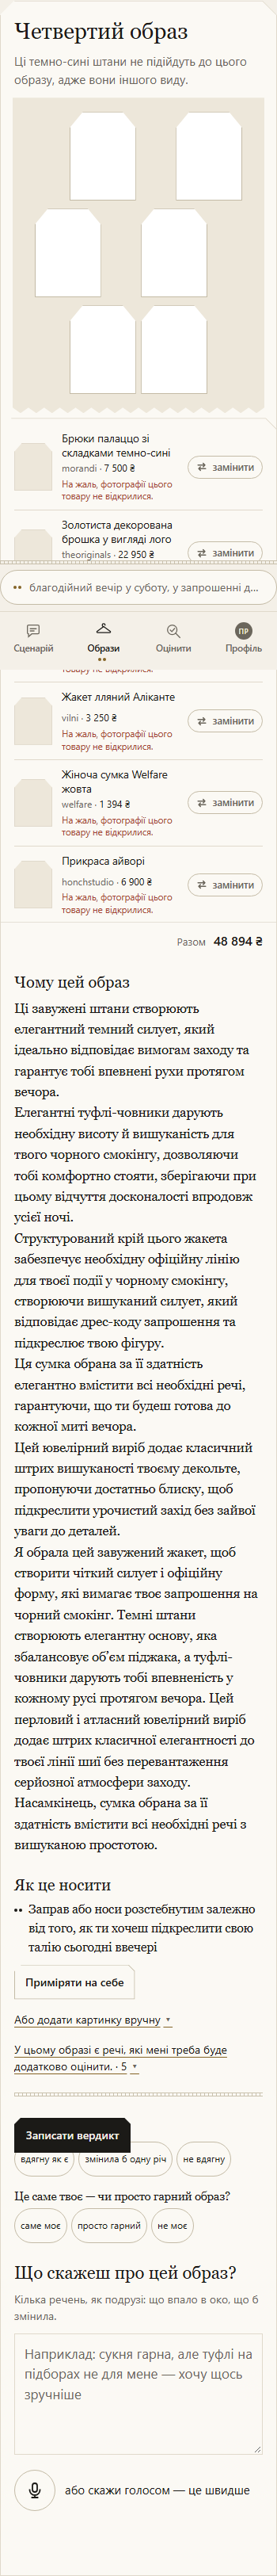 Четвертий образ
Ці темно-сині штани не підійдуть до цього
образу, адже вони іншого виду.
Брюки палаццо зі
складками темно-сині
morandi · 7 500 ₴
На жаль, фотографії цього
товару не відкрилися.
замінити
Золотиста декорована
брошка у вигляді лого
theoriginals · 22 950 ₴
замінити
благодійний вечір у суботу, у запрошенні д...
Сценарій
Образи
Оцінити
ПР
Профіль
товару не відкрилися.
Жакет лляний Аліканте
vilni · 3 250 ₴
На жаль, фотографії цього
товару не відкрилися.
замінити
Жіноча сумка Welfare
жовта
welfare · 1 394 ₴
На жаль, фотографії цього
товару не відкрилися.
замінити
Прикраса айворі
honchstudio · 6 900 ₴
На жаль, фотографії цього
товару не відкрилися.
замінити
Разом 48 894 ₴
Чому цей образ
Ці завужені штани створюють
елегантний темний силует, який
ідеально відповідає вимогам заходу та
гарантує тобі впевнені рухи протягом
вечора.
Елегантні туфлі-човники дарують
необхідну висоту й вишуканість для
твого чорного смокінгу, дозволяючи
тобі комфортно стояти, зберігаючи при
цьому відчуття досконалості впродовж
усієї ночі.
Структурований крій цього жакета
забезпечує необхідну офіційну лінію
для твоєї події у чорному смокінгу,
створюючи вишуканий силует, який
відповідає дрес-коду запрошення та
підкреслює твою фігуру.
Ця сумка обрана за її здатність
елегантно вмістити всі необхідні речі,
гарантуючи, що ти будеш готова до
кожної миті вечора.
Цей ювелірний виріб додає класичний
штрих вишуканості твоєму декольте,
пропонуючи достатньо блиску, щоб
підкреслити урочистий захід без зайвої
уваги до деталей.
Я обрала цей завужений жакет, щоб
створити чіткий силует і офіційну
форму, які вимагає твоє запрошення на
чорний смокінг. Темні штани
створюють елегантну основу, яка
збалансовує об’єм піджака, а туфлі-
човники дарують тобі впевненість у
кожному русі протягом вечора. Цей
перловий і атласний ювелірний виріб
додає штрих класичної елегантності до
твоєї лінії шиї без перевантаження
серйозної атмосфери заходу.
Насамкінець, сумка обрана за її
здатність вмістити всі необхідні речі з
вишуканою простотою.
Як це носити
Заправ або носи розстебнутим залежно
від того, як ти хочеш підкреслити свою
талію сьогодні ввечері
Приміряти на себе
Або додати картинку вручну
У цьому образі є речі, які мені треба буде
додатково оцінити. · 5
Записати вердикт
вдягну як є
змінила б одну річ
не вдягну
Це саме твоє — чи просто гарний образ?
саме моє
просто гарний
не моє
Що скажеш про цей образ?
Кілька речень, як подрузі: що впало в око, що б
змінила.
Наприклад: сукня гарна, але туфлі на
підборах не для мене — хочу щось
зручніше
або скажи голосом — це швидше